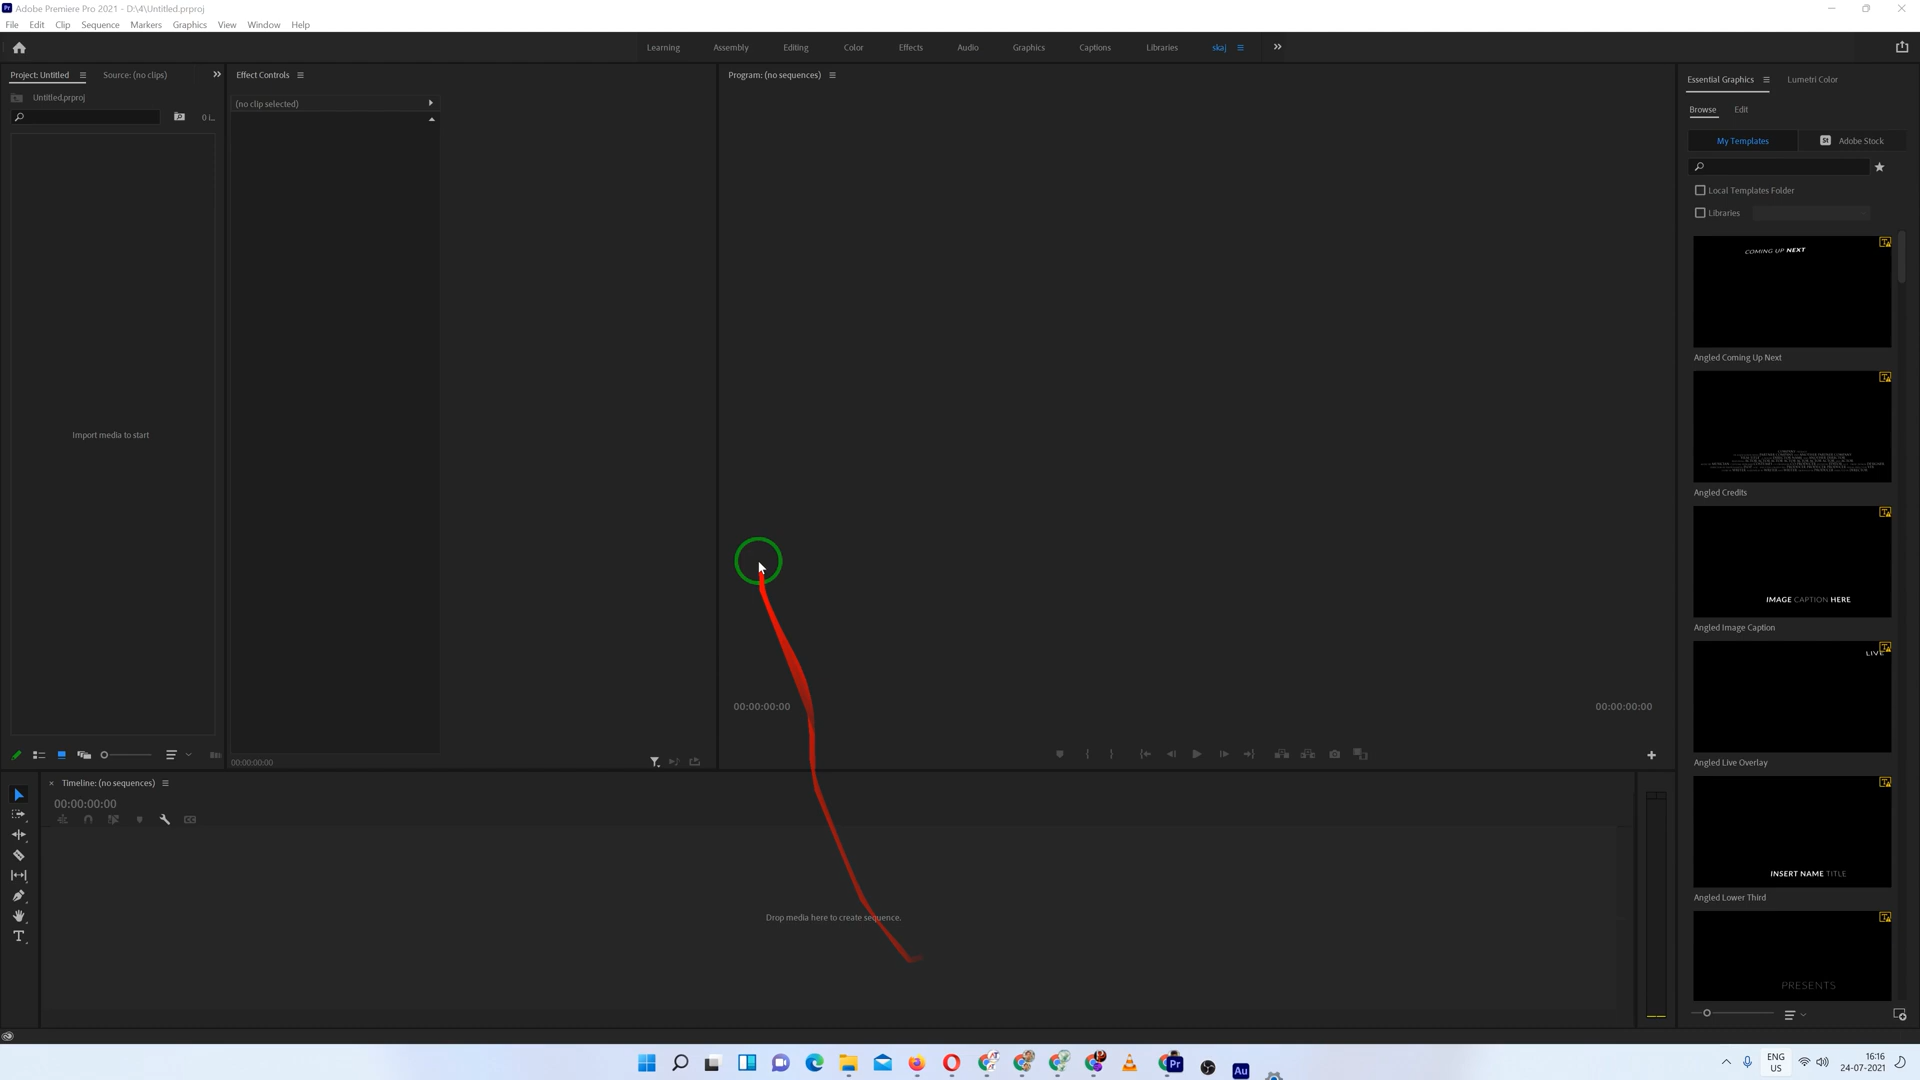 Adobe Premiere Pro 2021 - D:\4\Untitled.prproj
File Edit Clip Sequence Markers Graphics View Window Help
Learning Assembly Editing Color Effects Audio Graphics Captions Libraries skaj
Project: Untitled Source: (no clips)
Effect Controls
Program: (no sequences)
Essential Graphics Lumetri Color
Untitled.prproj
(no clip selected)
Browse Edit
0 I...
My Templates Adobe Stock
Local Templates Folder
Libraries
COMING UP NEXT
Angled Coming Up Next
Import media to start
Angled Credits
IMAGE CAPTION HERE
Angled Image Caption
LIVE
00:00:00:00
00:00:00:00
00:00:00:00
Angled Live Overlay
Timeline: (no sequences)
00:00:00:00
INSERT NAME TITLE
Angled Lower Third
Drop media here to create sequence.
PRESENTS
Pr
Au
ENG
US
16:16
24-07-2021